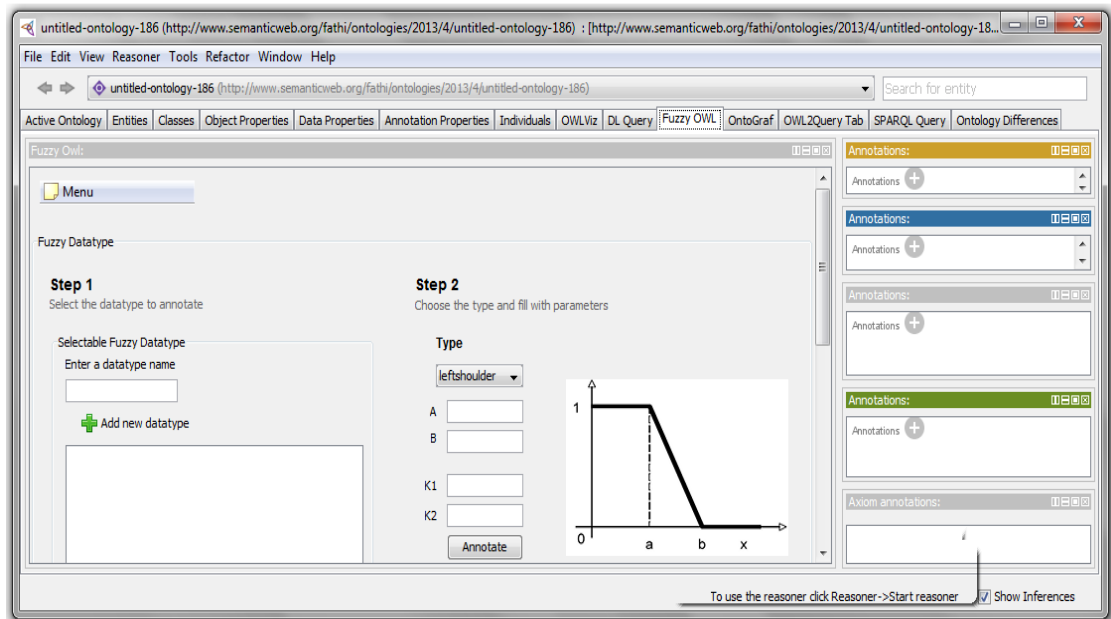 untitled-ontology-186 (http://www.semanticweb.org/fathi/ontologies/2013/4/untitled-ontology-186) : [http://www.semanticweb.org/fathi/ontologies/2013/4/untitled-ontology-18...
File Edit View Reasoner Tools Refactor Window Help
untitled-ontology-186 (http://www.semanticweb.org/fathi/ontologies/2013/4/untitled-ontology-186)
Search for entity
Active Ontology Entities Classes Object Properties Data Properties Annotation Properties Individuals OWLViz DL Query Fuzzy OWL OntoGraf OWL2Query Tab SPARQL Query Ontology Differences
Fuzzy Owl:
Menu
Fuzzy Datatype
Step 1
Select the datatype to annotate
Selectable Fuzzy Datatype
Enter a datatype name
Add new datatype
Step 2
Choose the type and fill with parameters
Type
leftshoulder
A
B
K1
K2
Annotate
1
0
a b x
Annotations:
Annotations
Annotations:
Annotations
Annotations:
Annotations
Annotations:
Annotations
Axiom annotations:
To use the reasoner click Reasoner->Start reasoner
Show Inferences